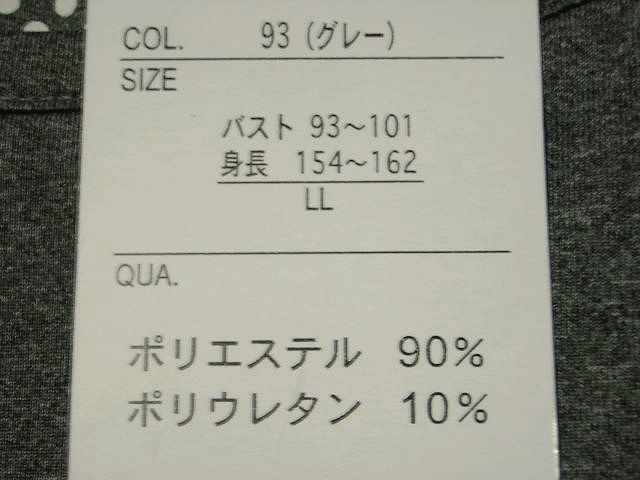 COL. 93 (グレー)
SIZE
バスト 93～101
身長 154～162
LL
QUA.
ポリエステル 90%
ポリウレタン 10%